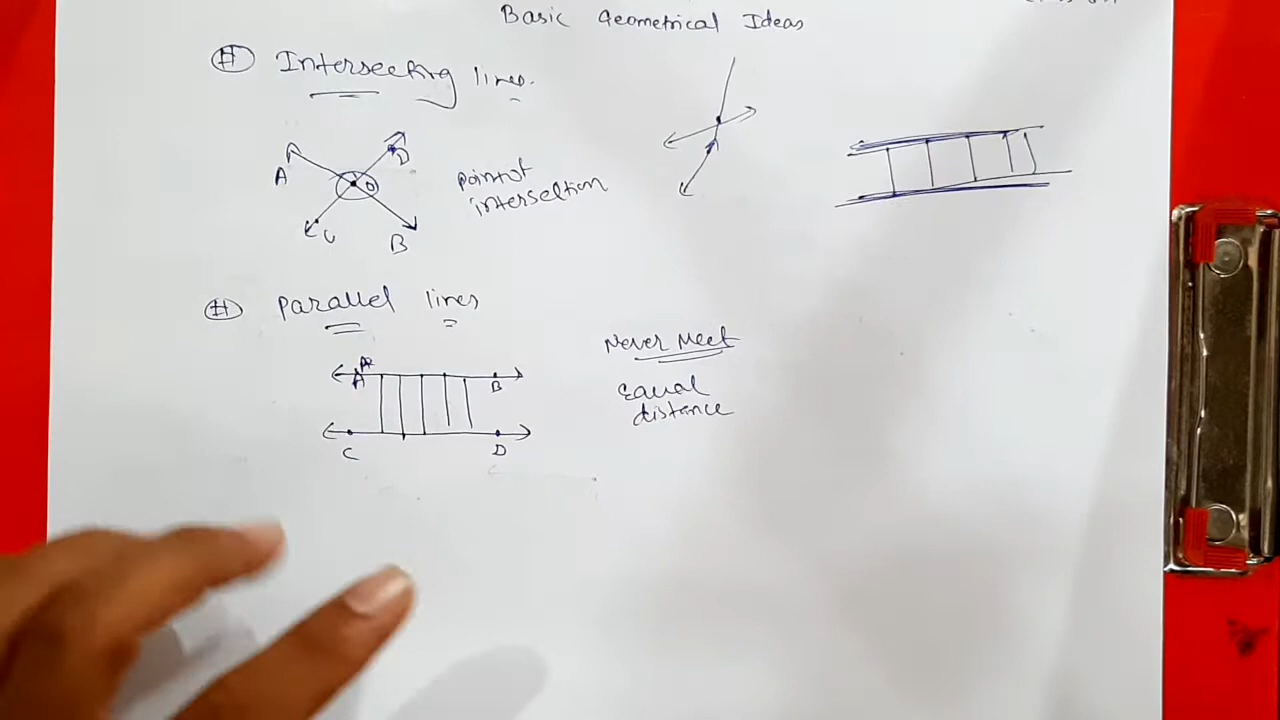 Basic Geometrical Ideas
# Intersecting lines.
A
D
O
C
B
point of
intersection
# Parallel lines
A
B
C
D
Never Meet
Equal
distance